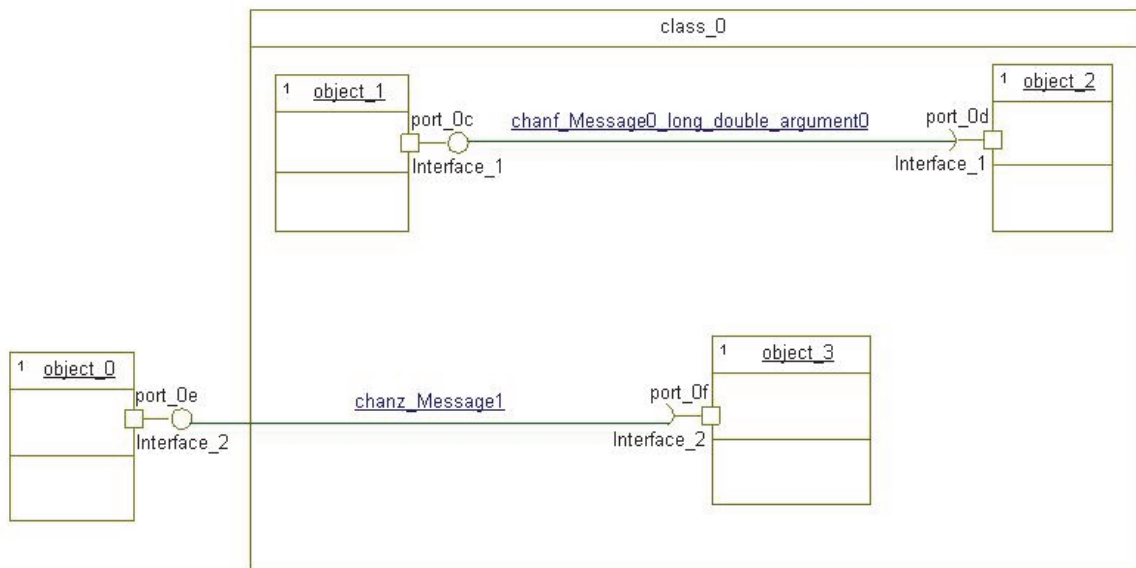 class_0
1 object_1
1 object_2
port_0c
chanf_Message0_long_double_argument0
port_0d
Interface_1
Interface_1
1 object_0
1 object_3
port_0e
chanz_Message1
port_0f
Interface_2
Interface_2